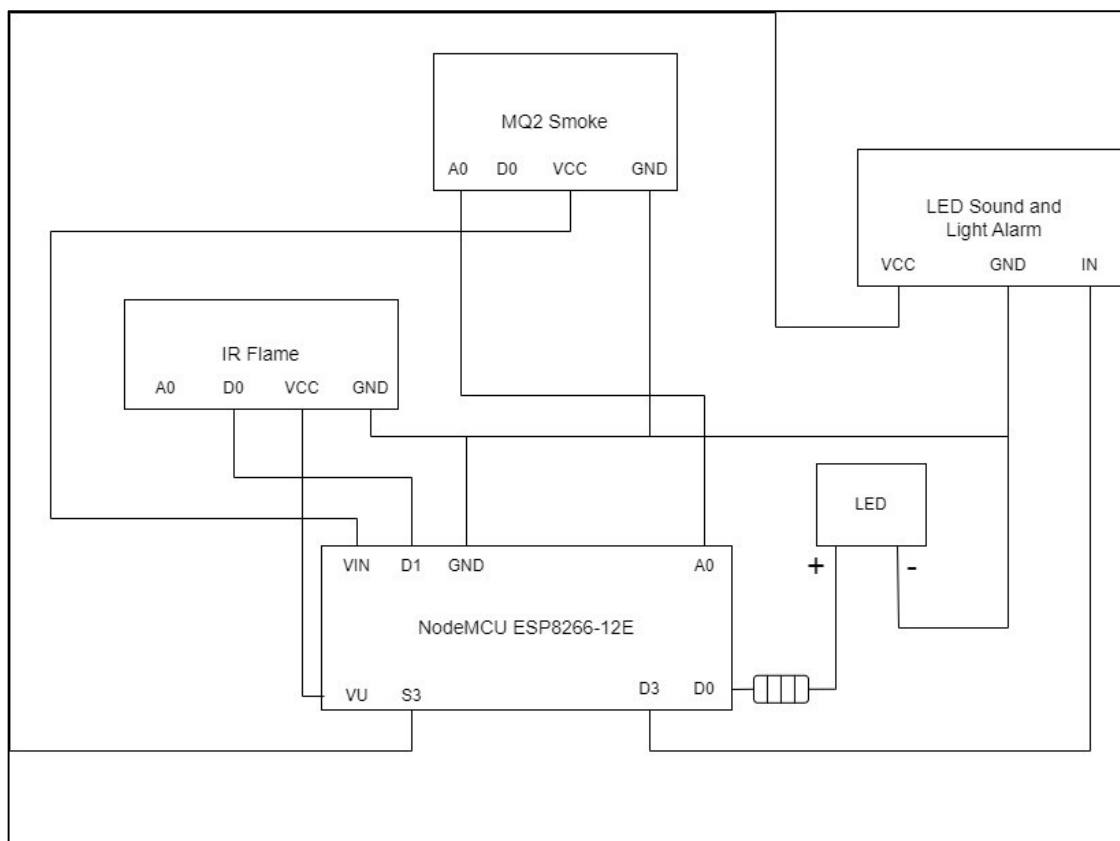 MQ2 Smoke
A0 D0 VCC GND
LED Sound and
Light Alarm
VCC GND IN
IR Flame
A0 D0 VCC GND
LED
+ -
VIN D1 GND A0
NodeMCU ESP8266-12E
VU S3 D3 D0